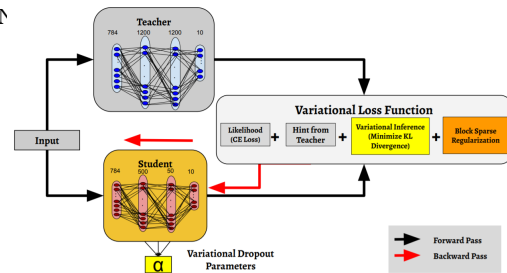 Teacher
784 1200 1200 10
Input
Variational Loss Function
Likelihood
(CE Loss)
+
Hint from
Teacher
+
Variational Inference
(Minimize KL
Divergence)
+
Block Sparse
Regularization
Student
784 500 50 10
α
Variational Dropout
Parameters
Forward Pass
Backward Pass